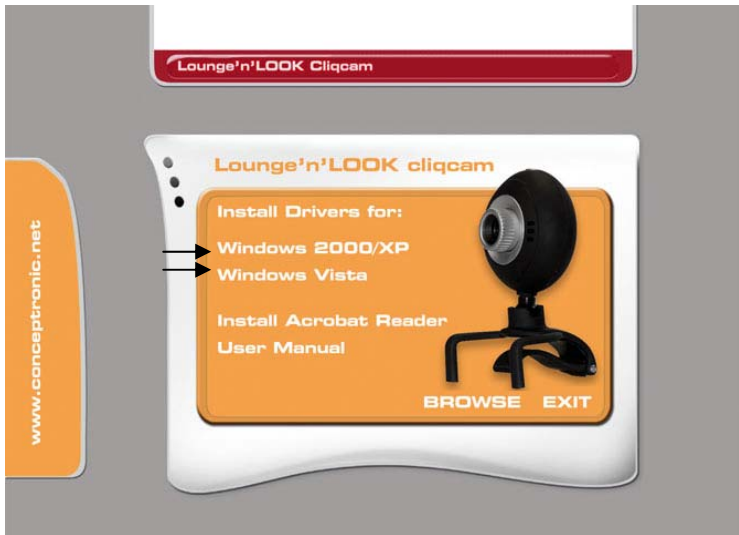 Lounge'n'LOOK Cliqcam
www.conceptronic.net
Lounge'n'LOOK cliqcam
Install Drivers for:
Windows 2000/XP
Windows Vista
Install Acrobat Reader
User Manual
BROWSE EXIT